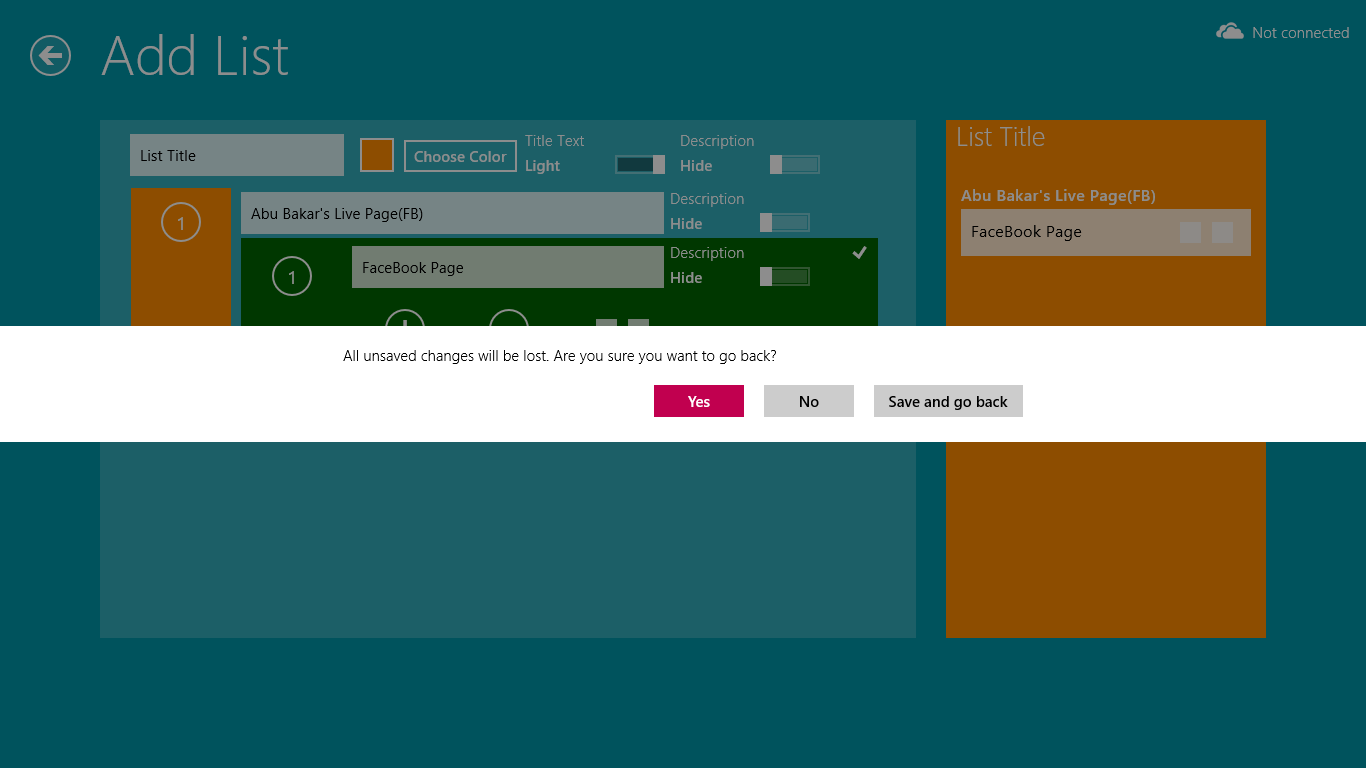 Add List
Not connected
List Title
Choose Color
Title Text
Light
Description
Hide
1
Abu Bakar's Live Page(FB)
Description
Hide
1
FaceBook Page
Description
Hide
List Title
Abu Bakar's Live Page(FB)
FaceBook Page
All unsaved changes will be lost. Are you sure you want to go back?
Yes
No
Save and go back